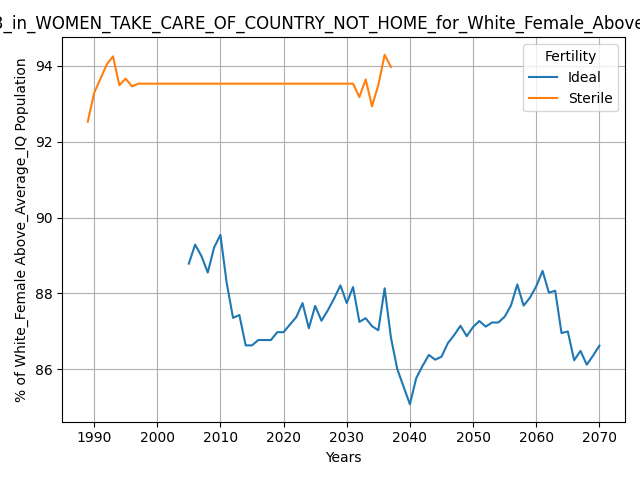 _in_WOMEN_TAKE_CARE_OF_COUNTRY_NOT_HOME_for_White_Female_Above
% of White_Female Above_Average_IQ Population
94
92
90
88
86
Fertility
Ideal
Sterile
1990 2000 2010 2020 2030 2040 2050 2060 2070
Years